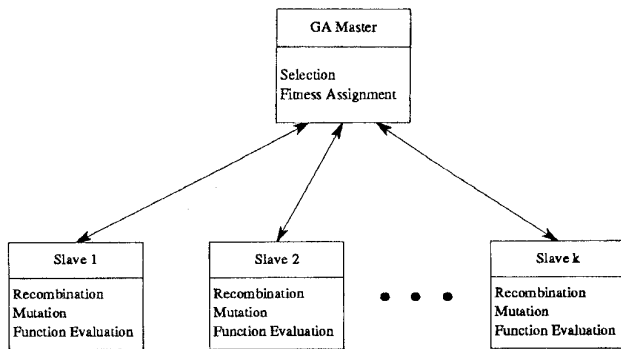 GA Master
Selection
Fitness Assignment
Slave 1
Recombination
Mutation
Function Evaluation
Slave 2
Recombination
Mutation
Function Evaluation
Slave k
Recombination
Mutation
Function Evaluation